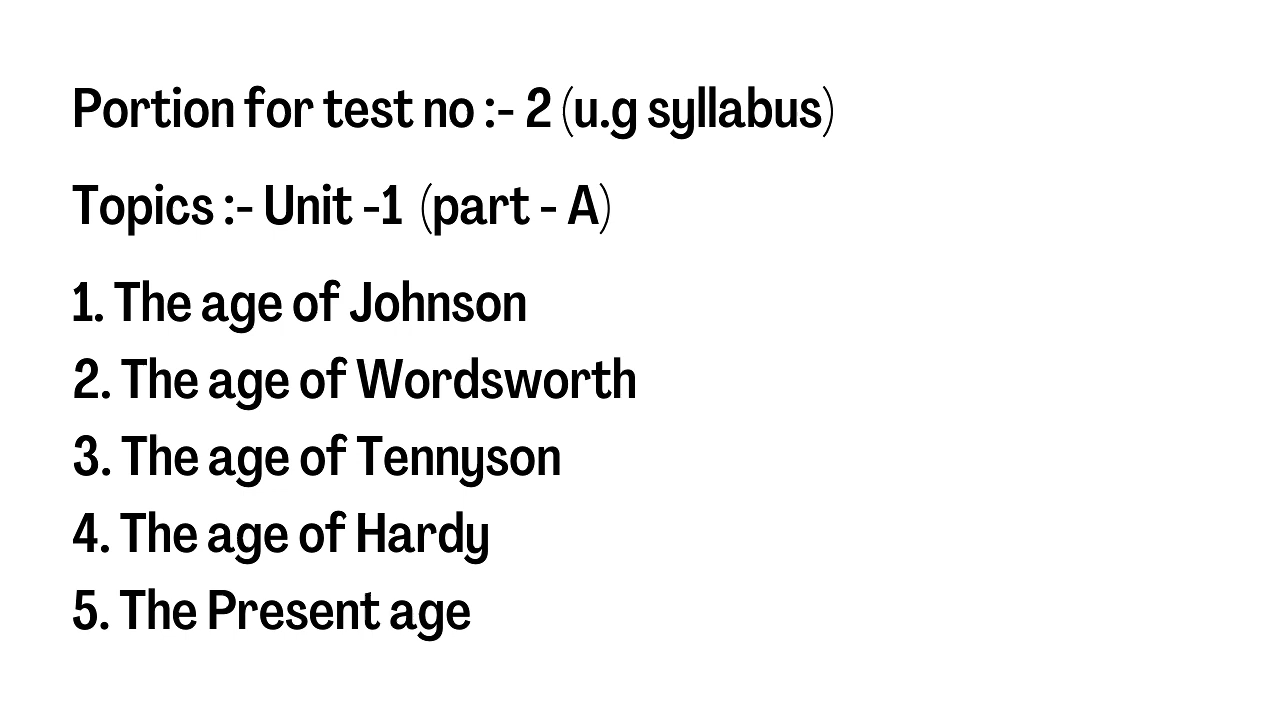 Portion for test no :- 2 (u.g syllabus)
Topics :- Unit -1 (part - A)
1. The age of Johnson
2. The age of Wordsworth
3. The age of Tennyson
4. The age of Hardy
5. The Present age